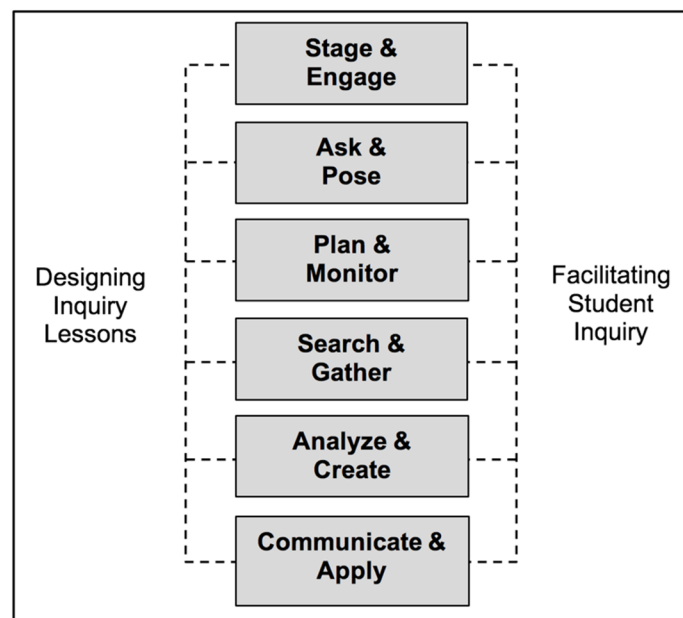 Stage &
Engage
Ask &
Pose
Plan &
Monitor
Search &
Gather
Analyze &
Create
Communicate &
Apply
Designing
Inquiry
Lessons
Facilitating
Student
Inquiry